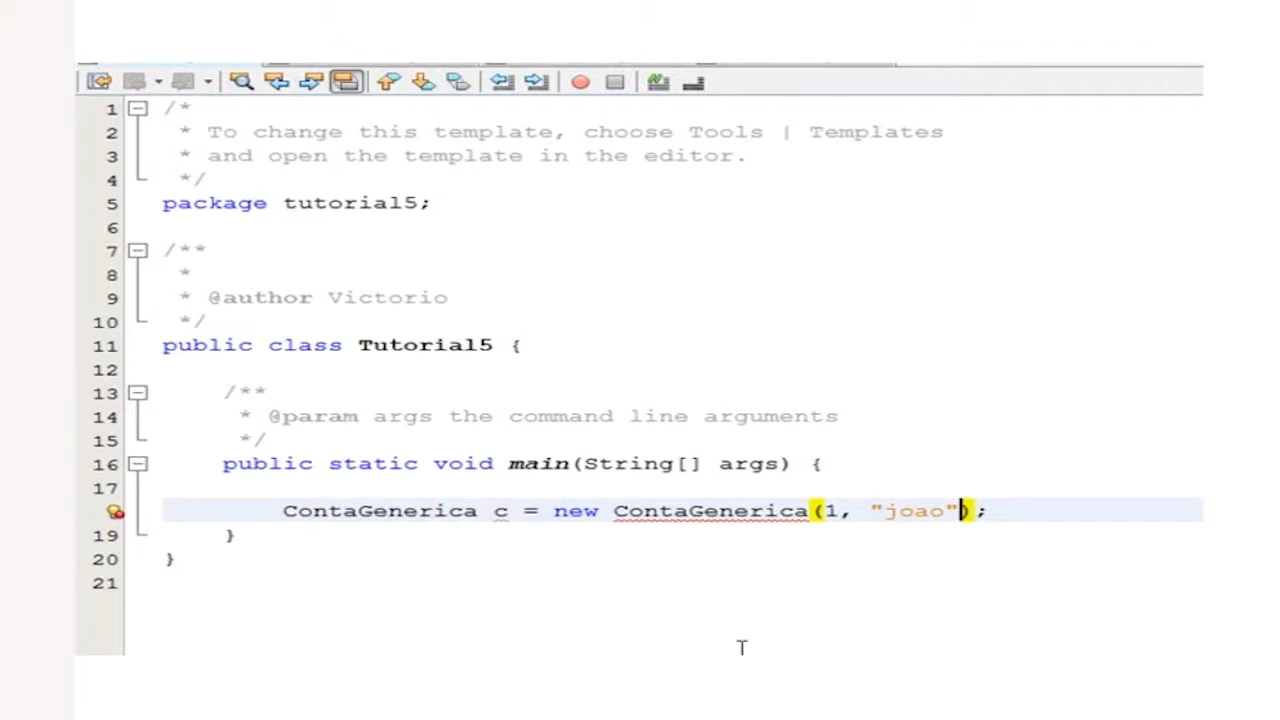 1 /*
2 * To change this template, choose Tools | Templates
3 * and open the template in the editor.
4 */
5 package tutorial5;
6
7 /**
8 *
9 * @author Victorio
10 */
11 public class Tutorial5 {
12
13 /**
14 * @param args the command line arguments
15 */
16 public static void main(String[] args) {
17
ContaGenerica c = new ContaGenerica(1, "joao");
19 }
20 }
21